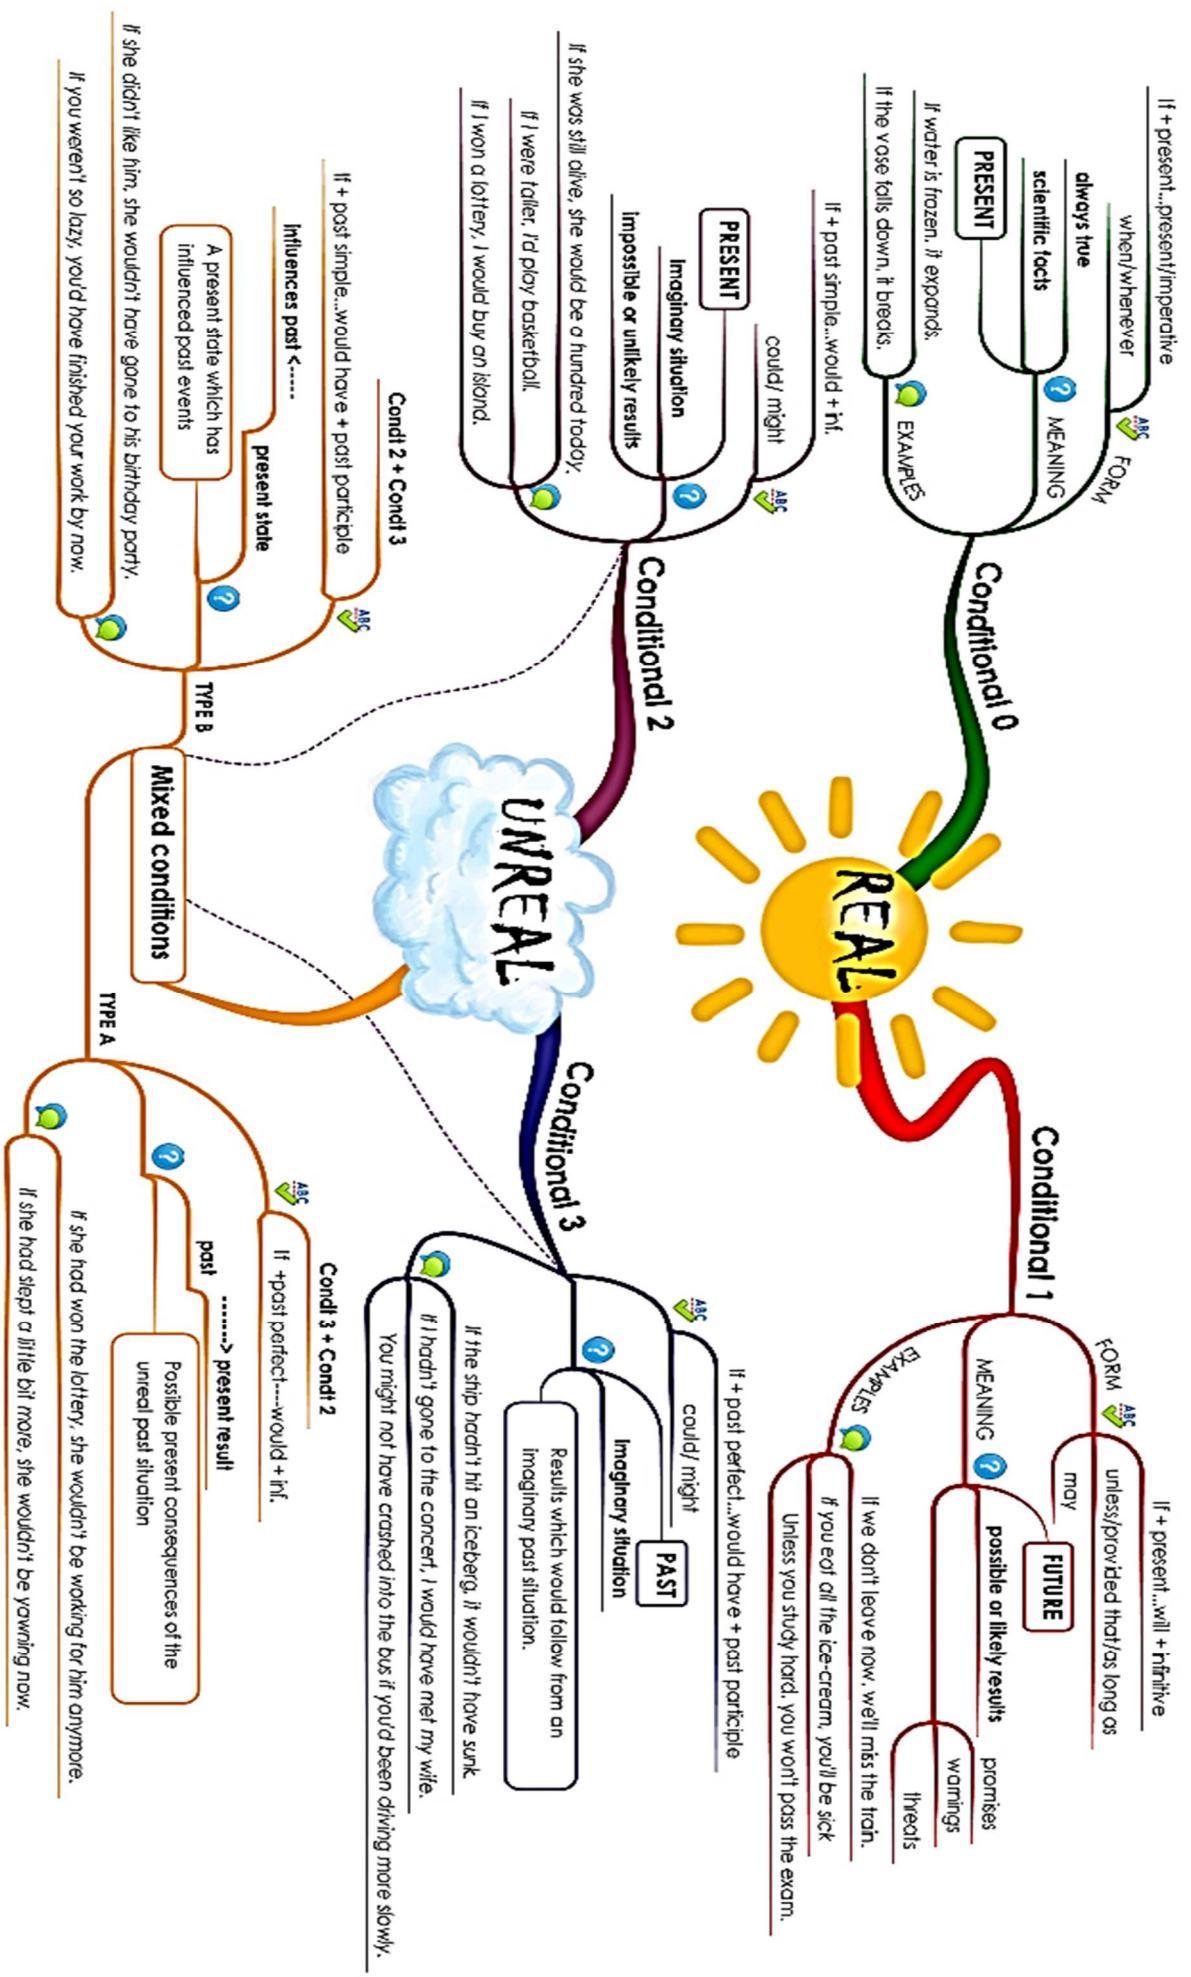 REAL
Conditional 0
FORM
ABC
If + present...present/imperative
when/whenever
MEANING
?
always true
scientific facts
PRESENT
EXAMPLES
If water is frozen, it expands.
If the vase falls down, it breaks.
Conditional 1
FORM
ABC
If + present...will + infinitive
unless/provided that/as long as
may
MEANING
?
FUTURE
possible or likely results
promises
warnings
threats
EXAMPLES
If we don't leave now, we'll miss the train.
If you eat all the ice-cream, you'll be sick
Unless you study hard, you won't pass the exam.
UNREAL
Conditional 2
ABC
If + past simple...would + inf.
could/ might
?
PRESENT
Imaginary situation
Impossible or unlikely results
If she was still alive, she would be a hundred today.
If I were taller, I'd play basketball.
If I won a lottery, I would buy an island.
Conditional 3
ABC
If + past perfect...would have + past participle
could/ might
?
PAST
Imaginary situation
Results which would follow from an
imaginary past situation.
If the ship hadn't hit an iceberg, it wouldn't have sunk.
If I hadn't gone to the concert, I would have met my wife.
You might not have crashed into the bus if you'd been driving more slowly.
Mixed conditions
TYPE B
ABC
Condt 2 + Condt 3
If + past simple...would have + past participle
?
influences past <-----
present state
A present state which has
influenced past events
If she didn't like him, she wouldn't have gone to his birthday party.
If you weren't so lazy, you'd have finished your work by now.
TYPE A
ABC
Condt 3 + Condt 2
If +past perfect----would + inf.
?
past
------> present result
Possible present consequences of the
unreal past situation
If she had won the lottery, she wouldn't be working for him anymore.
If she had slept a little bit more, she wouldn't be yawning now.